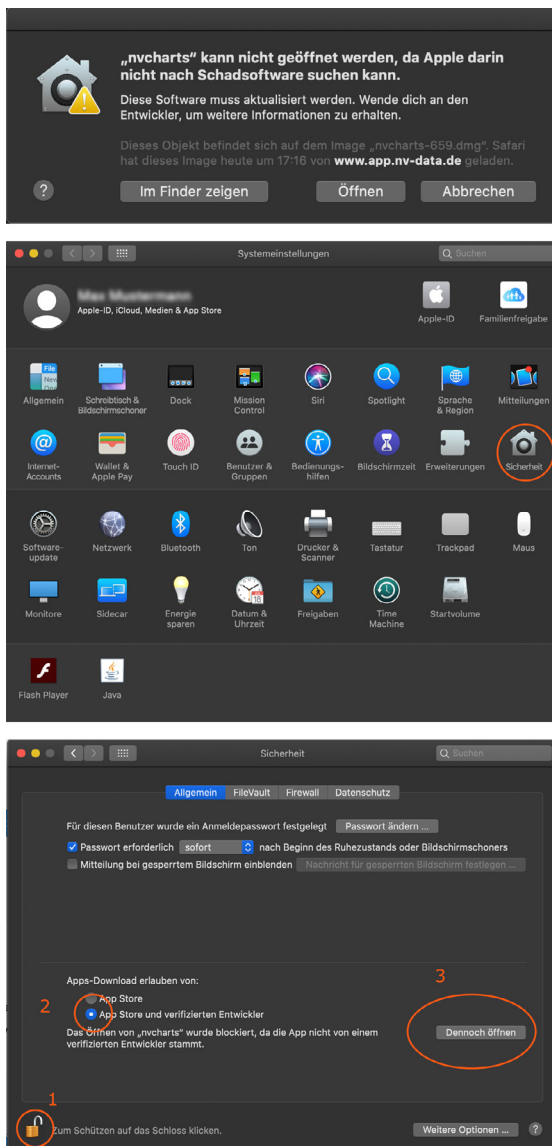 „nvcharts“ kann nicht geöffnet werden, da Apple darin
nicht nach Schadsoftware suchen kann.
Diese Software muss aktualisiert werden. Wende dich an den
Entwickler, um weitere Informationen zu erhalten.
Dieses Objekt befindet sich auf dem Image „nvcharts-659.dmg“. Safari
hat dieses Image heute um 17:16 von www.app.nv-data.de geladen.
? Im Finder zeigen Öffnen Abbrechen
Systemeinstellungen Suchen
Max Mustermann
Apple-ID, iCloud, Medien & App Store
Apple-ID Familienfreigabe
File
New
Allgemein Schreibtisch & Bildschirmschoner Dock Mission Control Siri Spotlight Sprache & Region Mitteilungen
Internet-Accounts Wallet & Apple Pay Touch ID Benutzer & Gruppen Bedienungs-hilfen Bildschirmzeit Erweiterungen Sicherheit
Software-update Netzwerk Bluetooth Ton Drucker & Scanner Tastatur Trackpad Maus
18
Monitore Sidecar Energie sparen Datum & Uhrzeit Freigaben Time Machine Startvolume
Flash Player Java
Sicherheit Suchen
Allgemein FileVault Firewall Datenschutz
Für diesen Benutzer wurde ein Anmeldepasswort festgelegt Passwort ändern ...
Passwort erforderlich sofort nach Beginn des Ruhezustands oder Bildschirmschoners
Mitteilung bei gesperrtem Bildschirm einblenden Nachricht für gesperrten Bildschirm festlegen ...
Apps-Download erlauben von:
3
App Store
2
App Store und verifizierten Entwickler
Das Öffnen von „nvcharts“ wurde blockiert, da die App nicht von einem
verifizierten Entwickler stammt.
Dennoch öffnen
1
Zum Schützen auf das Schloss klicken.
Weitere Optionen ... ?